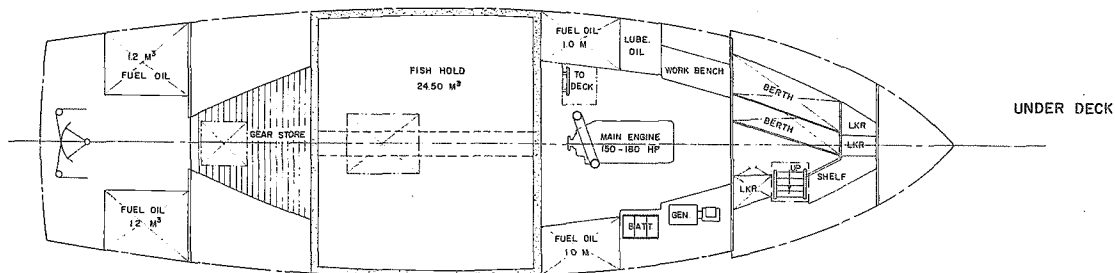 1.2 M³
FUEL OIL
FUEL OIL
1.2 M³
GEAR STORE
FISH HOLD
24.50 M³
FUEL OIL
1.0 M
LUBE.
OIL
TO
DECK
WORK BENCH
MAIN ENGINE
150-180 HP
FUEL OIL
1.0 M
BATT.
GEN.
BERTH
BERTH
LKR
LKR
UP
SHELF
LKR
UNDER DECK